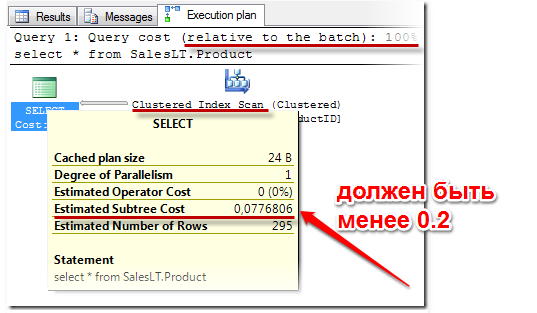 Results Messages Execution plan
Query 1: Query cost (relative to the batch): 100%
select * from SalesLT.Product
Clustered Index Scan (Clustered)
SELECT
Cost:
oductID]
SELECT
Cached plan size 24 B
Degree of Parallelism 1
Estimated Operator Cost 0 (0%)
Estimated Subtree Cost 0,0776806
Estimated Number of Rows 295
Statement
select * from SalesLT.Product
должен быть
менее 0.2